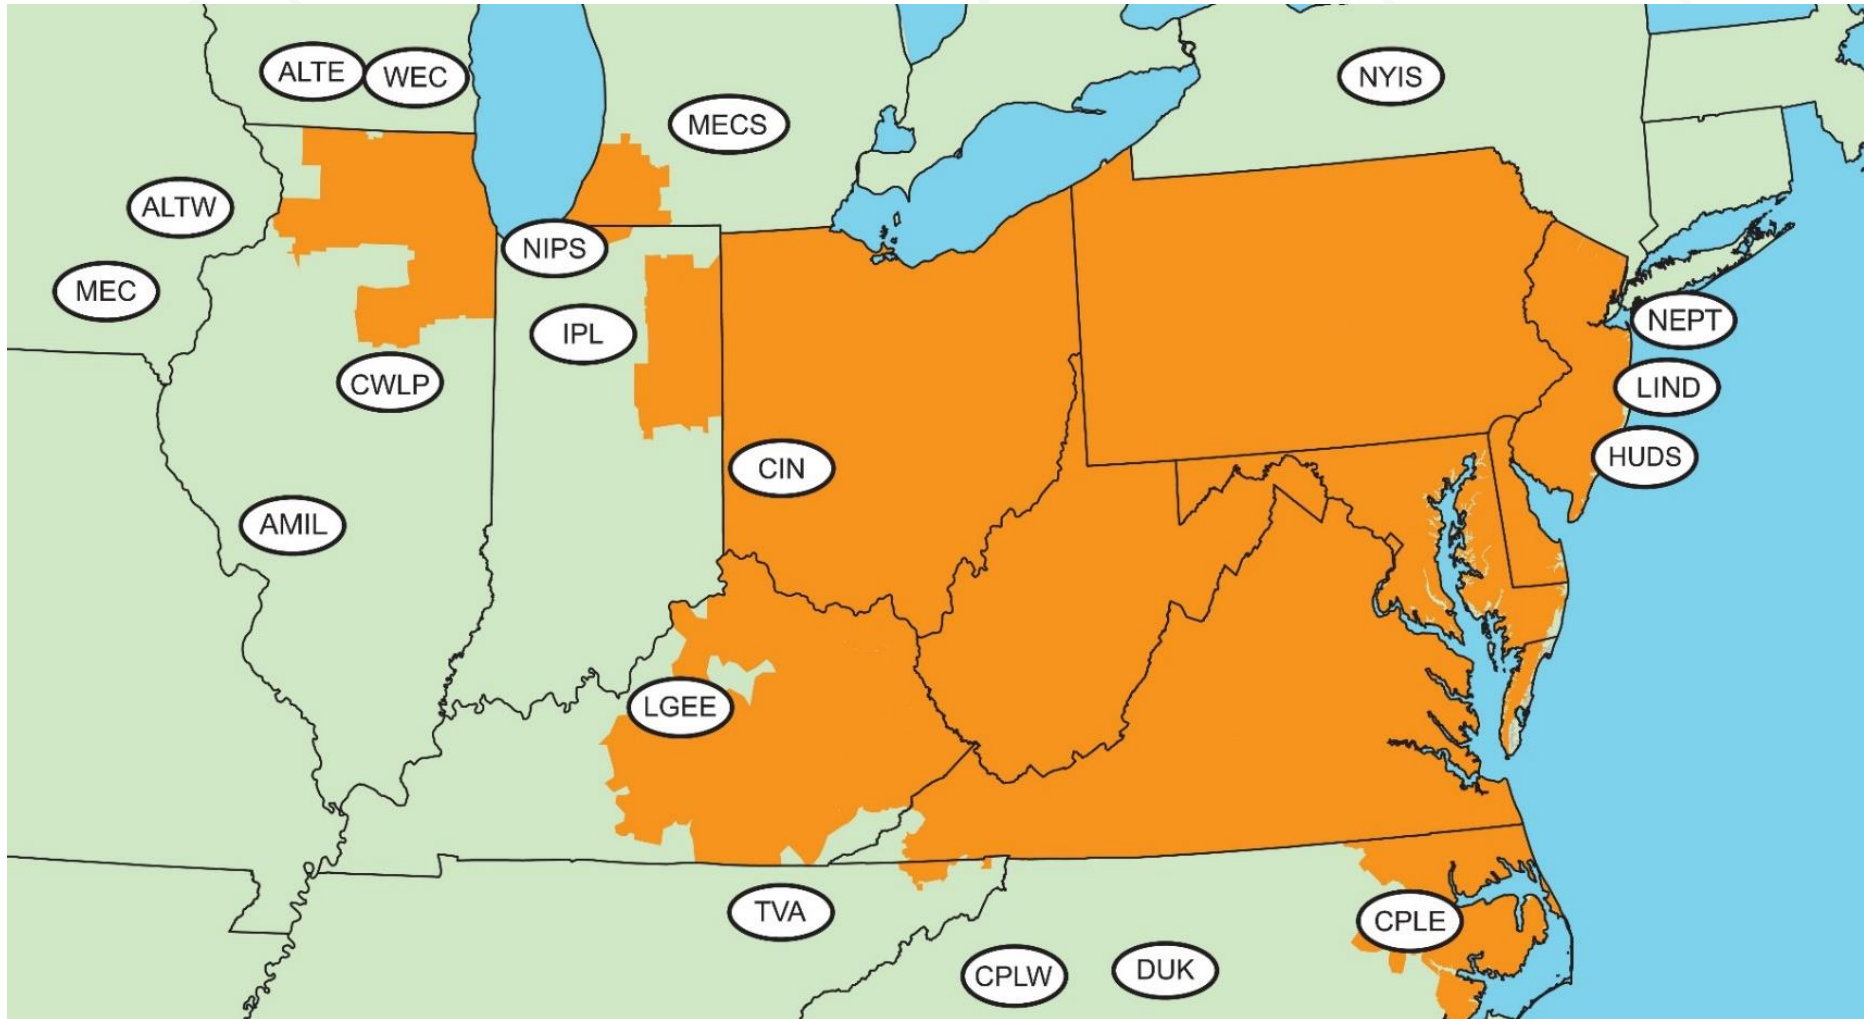 ALTE
WEC
NYIS
MECS
ALTW
NIPS
MEC
NEPT
IPL
CWLP
LIND
HUDS
CIN
AMIL
LGEE
TVA
CPLE
CPLW
DUK